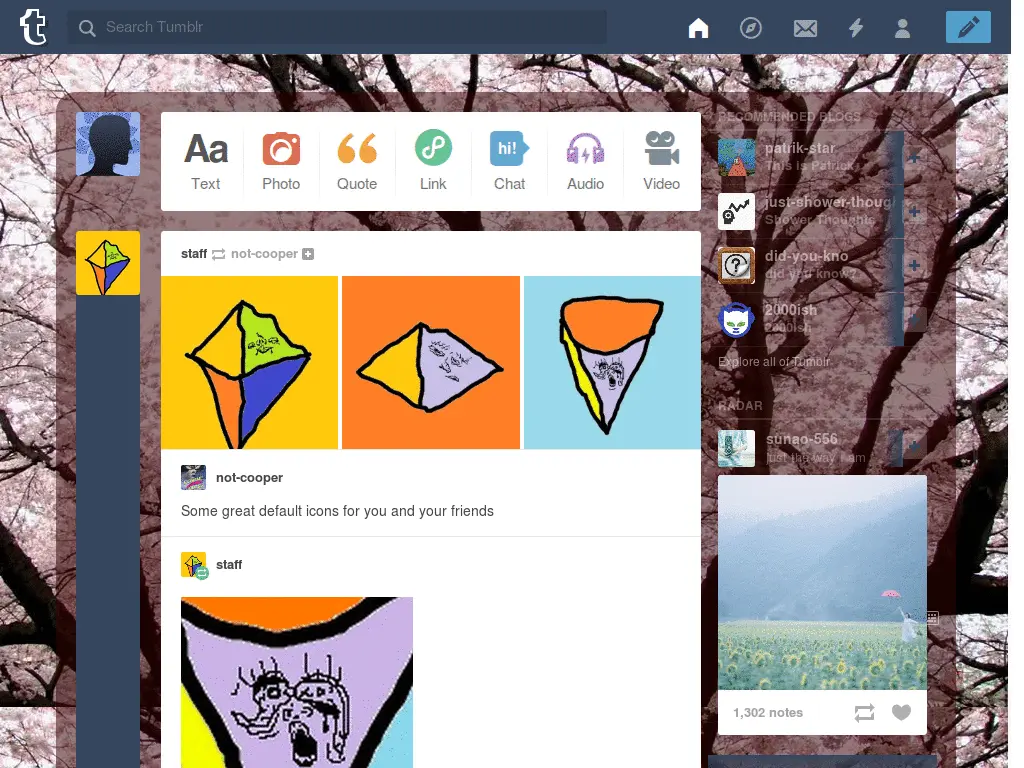 Search Tumblr
Aa
Text
Photo
Quote
Link
hi!
Chat
Audio
Video
staff not-cooper
not-cooper
Some great default icons for you and your friends
staff
RECOMMENDED BLOGS
patrik-star
This is Patrick!
just-shower-thoug
Shower Thoughts
did-you-kno
did you know?
2000ish
2000ish
Explore all of Tumblr
RADAR
sunao-556
just the way I am
1,302 notes